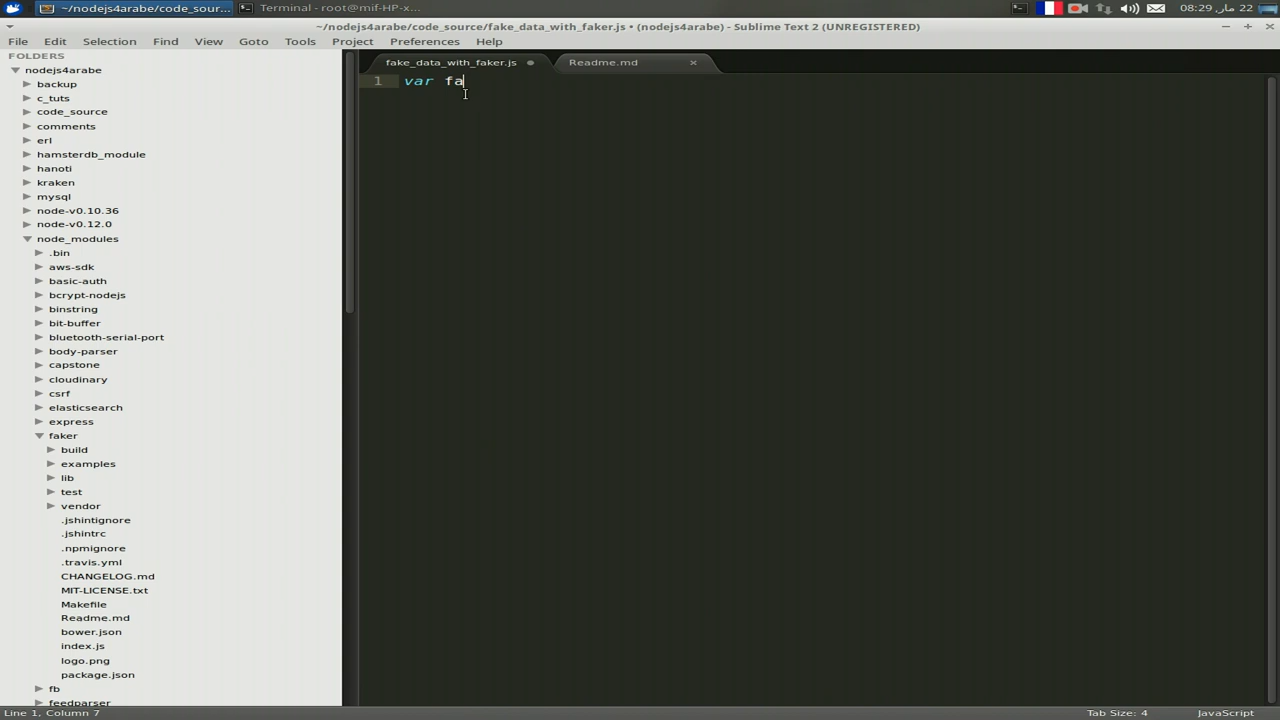 ~/nodejs4arabe/code_sour...
Terminal - root@mif-HP-x...
08:29 مار, 22
~/nodejs4arabe/code_source/fake_data_with_faker.js • (nodejs4arabe) - Sublime Text 2 (UNREGISTERED)
File Edit Selection Find View Goto Tools Project Preferences Help
FOLDERS
nodejs4arabe
backup
c_tuts
code_source
comments
erl
hamsterdb_module
hanoti
kraken
mysql
node-v0.10.36
node-v0.12.0
node_modules
.bin
aws-sdk
basic-auth
bcrypt-nodejs
binstring
bit-buffer
bluetooth-serial-port
body-parser
capstone
cloudinary
csrf
elasticsearch
express
faker
build
examples
lib
test
vendor
.jshintignore
.jshintrc
.npmignore
.travis.yml
CHANGELOG.md
MIT-LICENSE.txt
Makefile
Readme.md
bower.json
index.js
logo.png
package.json
fb
feedparser
fake_data_with_faker.js
Readme.md
1 var fa
Line 1, Column 7
Tab Size: 4
JavaScript